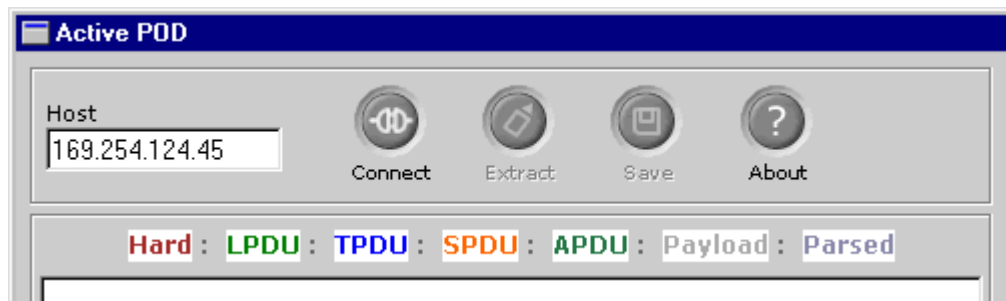 Active POD
Host
169.254.124.45
Connect Extract Save About
Hard : LPDU : TPDU : SPDU : APDU : Payload : Parsed